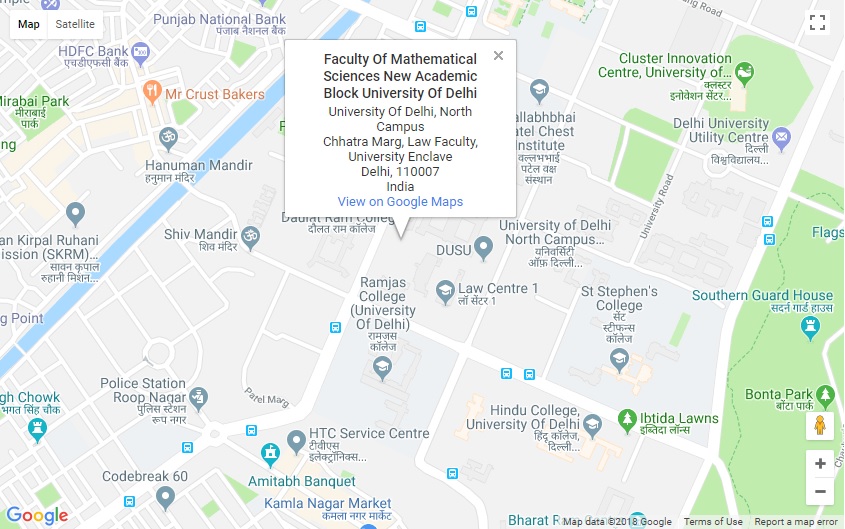 Map
Satellite
Punjab National Bank
पंजाब नैशनल बैंक
HDFC Bank
एचडीएफसी बैंक
Mr Crust Bakers
Mirabai Park
मीराबाई
पार्क
Hanuman Mandir
हनुमान मंदिर
Faculty Of Mathematical
Sciences New Academic
Block University Of Delhi
University Of Delhi, North
Campus
Chhatra Marg, Law Faculty,
University Enclave
Delhi, 110007
India
View on Google Maps
ing Road
Cluster Innovation
Centre, University of...
क्लस्टर
इनोवेशन सेंटर...
allabhbhai
atel Chest
Institute
वल्लभभाई
पटेल वक्ष
संस्थान
Delhi University
Utility Centre
दिल्ली
विश्वविद्यालय...
University Road
an Kirpal Ruhani
ission (SKRM)...
सावन कृपाल
रुहानी मिशन...
Shiv Mandir
शिव मंदिर
Daulat Ram College
दौलत राम कॉलेज
DUSU
University of Delhi
North Campus...
यूनिवर्सिटी
ऑफ़ दिल्ली...
Flags
Law Centre 1
लॉ सेंटर 1
Ramjas
College
(University
Of Delhi)
रामजस
कॉलेज
St Stephen's
College
सेंट
स्टीफन्स
कॉलेज
Southern Guard House
सदर्न गार्ड हाउस
ng Point
Police Station
Roop Nagar
पुलिस स्टेशन
रूप नगर
Patel Marg
gh Chowk
भगत सिंह चौक
Bonta Park
बोंटा पार्क
Hindu College,
University Of Delhi
हिंदू कॉलेज,
दिल्ली...
Ibtida Lawns
इब्तिदा लॉन्स
HTC Service Centre
टीवीएस
इलेक्ट्रॉनिक्स...
Codebreak 60
Amitabh Banquet
Kamla Nagar Market
कमला नगर मार्केट
Bharat R
Google
Map data ©2018 Google
Terms of Use
Report a map error